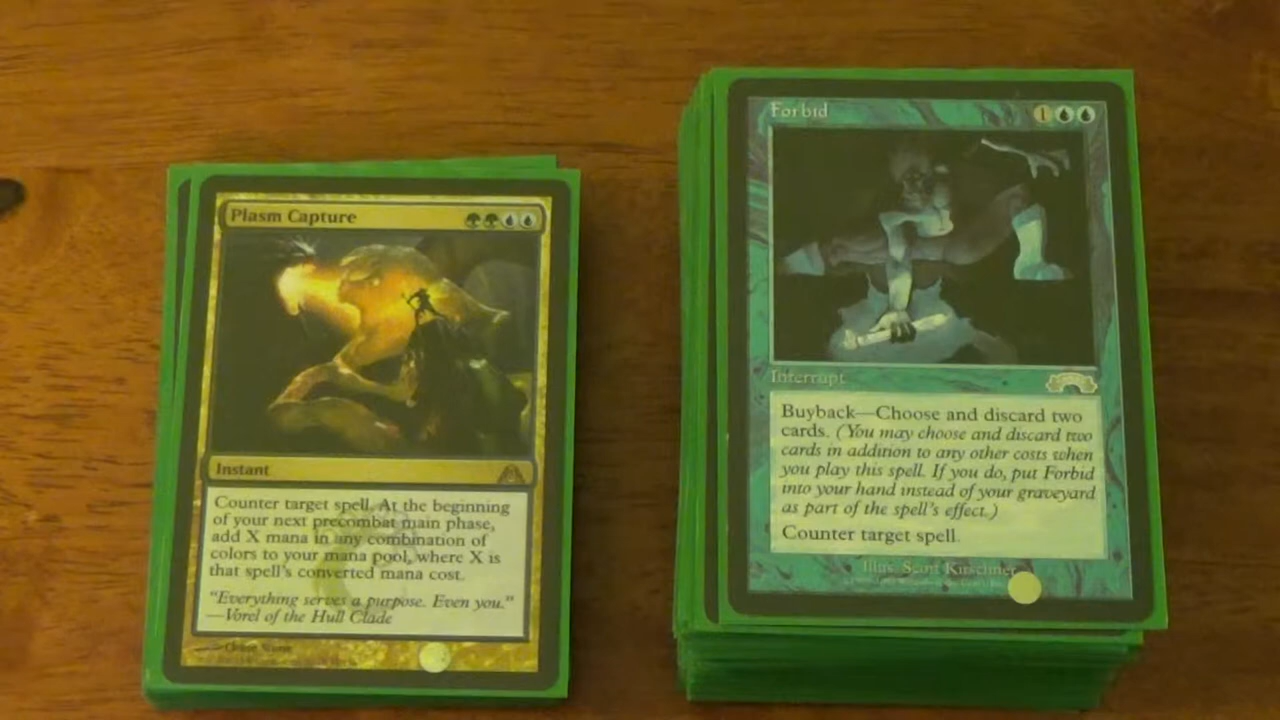 Plasm Capture
Instant
Counter target spell. At the beginning
of your next precombat main phase,
add X mana in any combination of
colors to your mana pool, where X is
that spell's converted mana cost.
"Everything serves a purpose. Even you."
—Vorel of the Hull Clade
Forbid
1
Interrupt
Buyback—Choose and discard two
cards. (You may choose and discard two
cards in addition to any other costs when
you play this spell. If you do, put Forbid
into your hand instead of your graveyard
as part of the spell's effect.)
Counter target spell.
Illus. Scott Kirschner